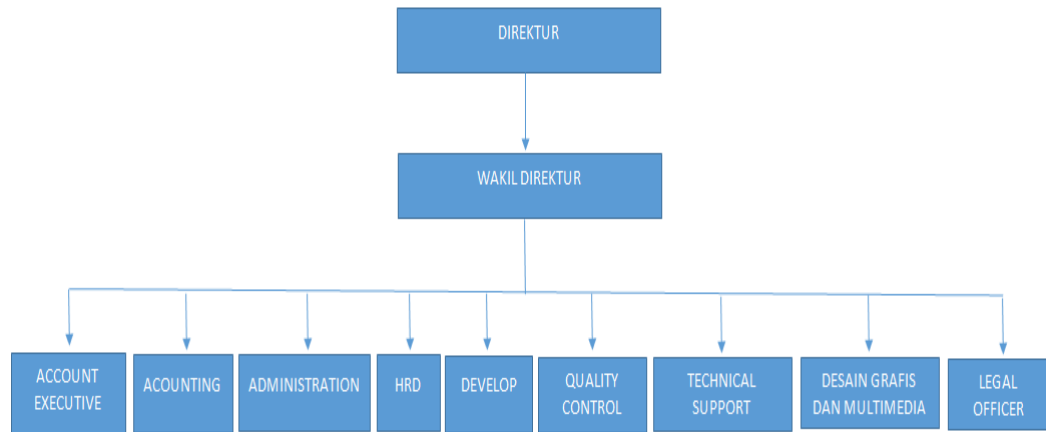 DIREKTUR
WAKIL DIREKTUR
ACCOUNT
EXECUTIVE
ACOUNTING
ADMINISTRATION
HRD
DEVELOP
QUALITY
CONTROL
TECHNICAL
SUPPORT
DESAIN GRAFIS
DAN MULTIMEDIA
LEGAL
OFFICER